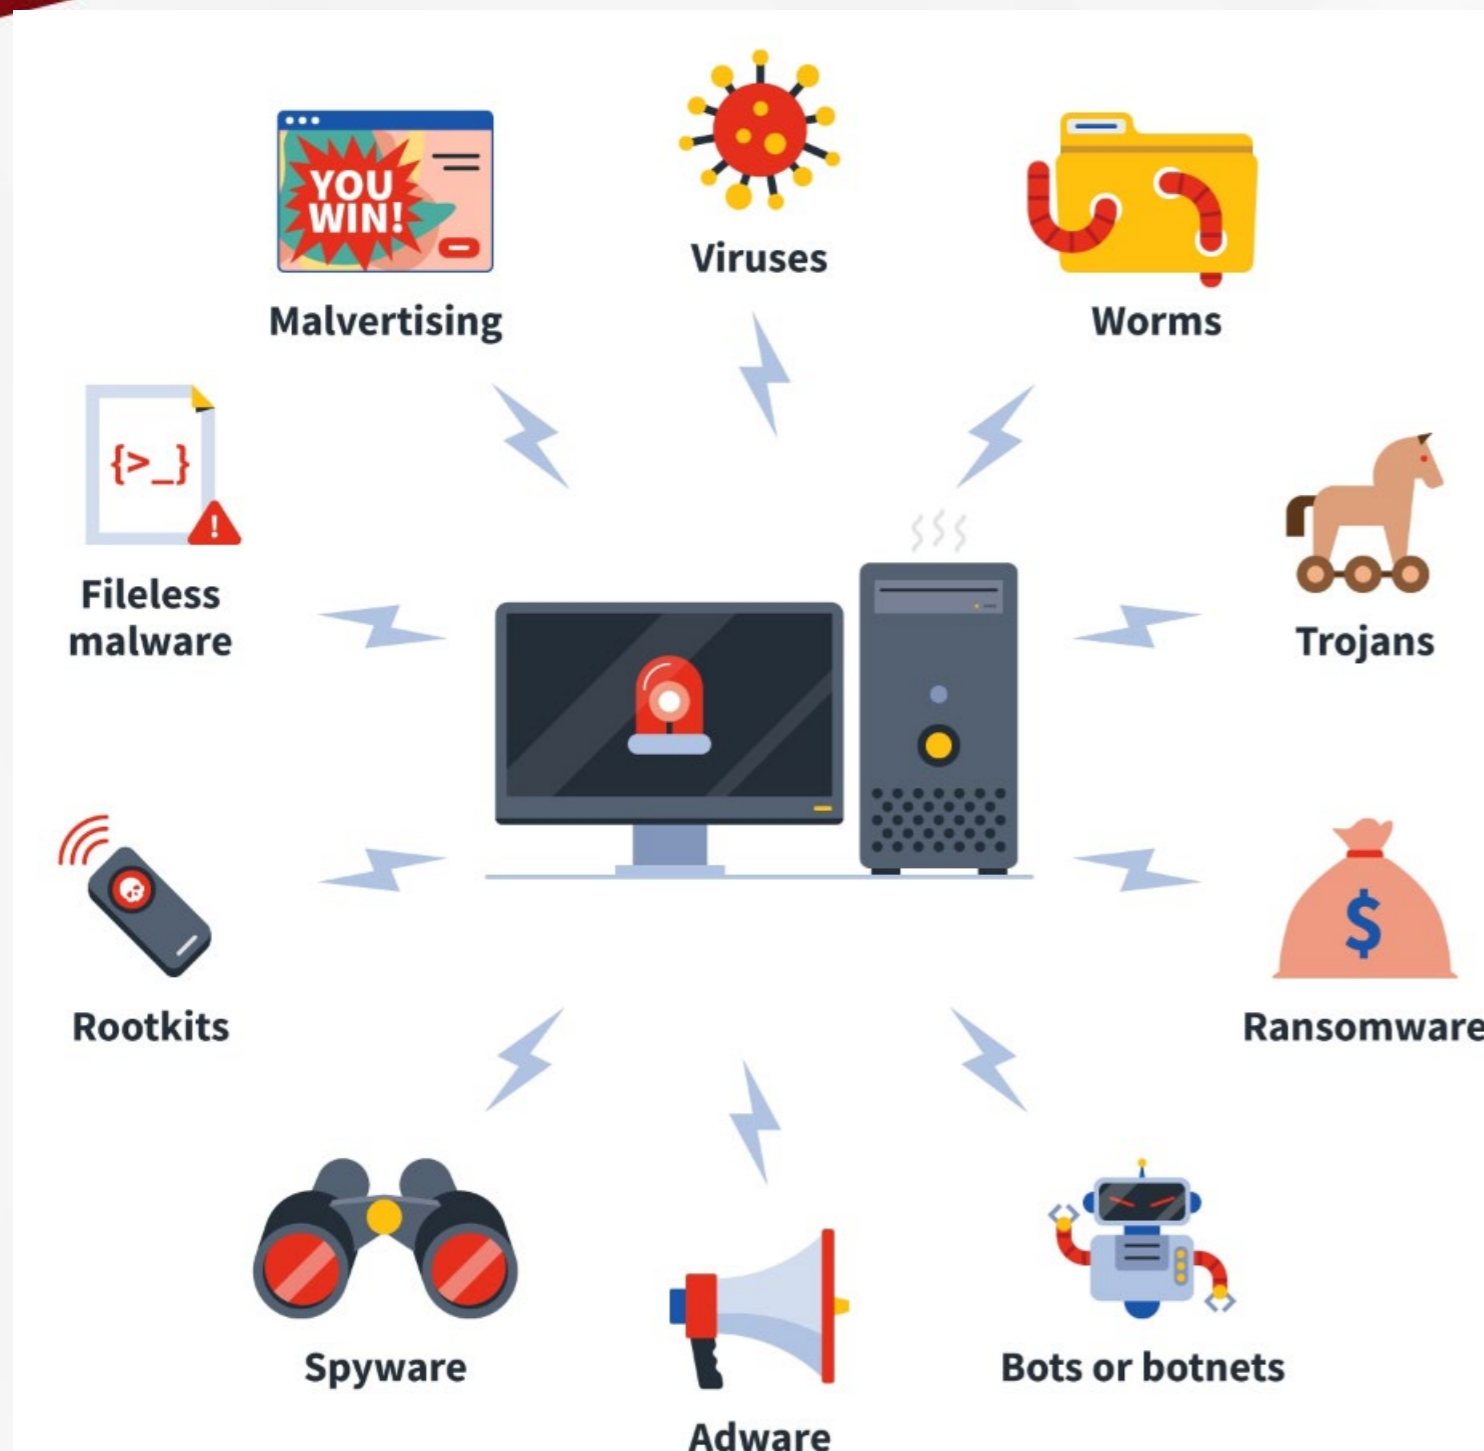 YOU
WIN!
Malvertising
Viruses
Worms
Fileless
malware
{>_}
!
Trojans
Rootkits
$
Ransomware
Spyware
Adware
Bots or botnets